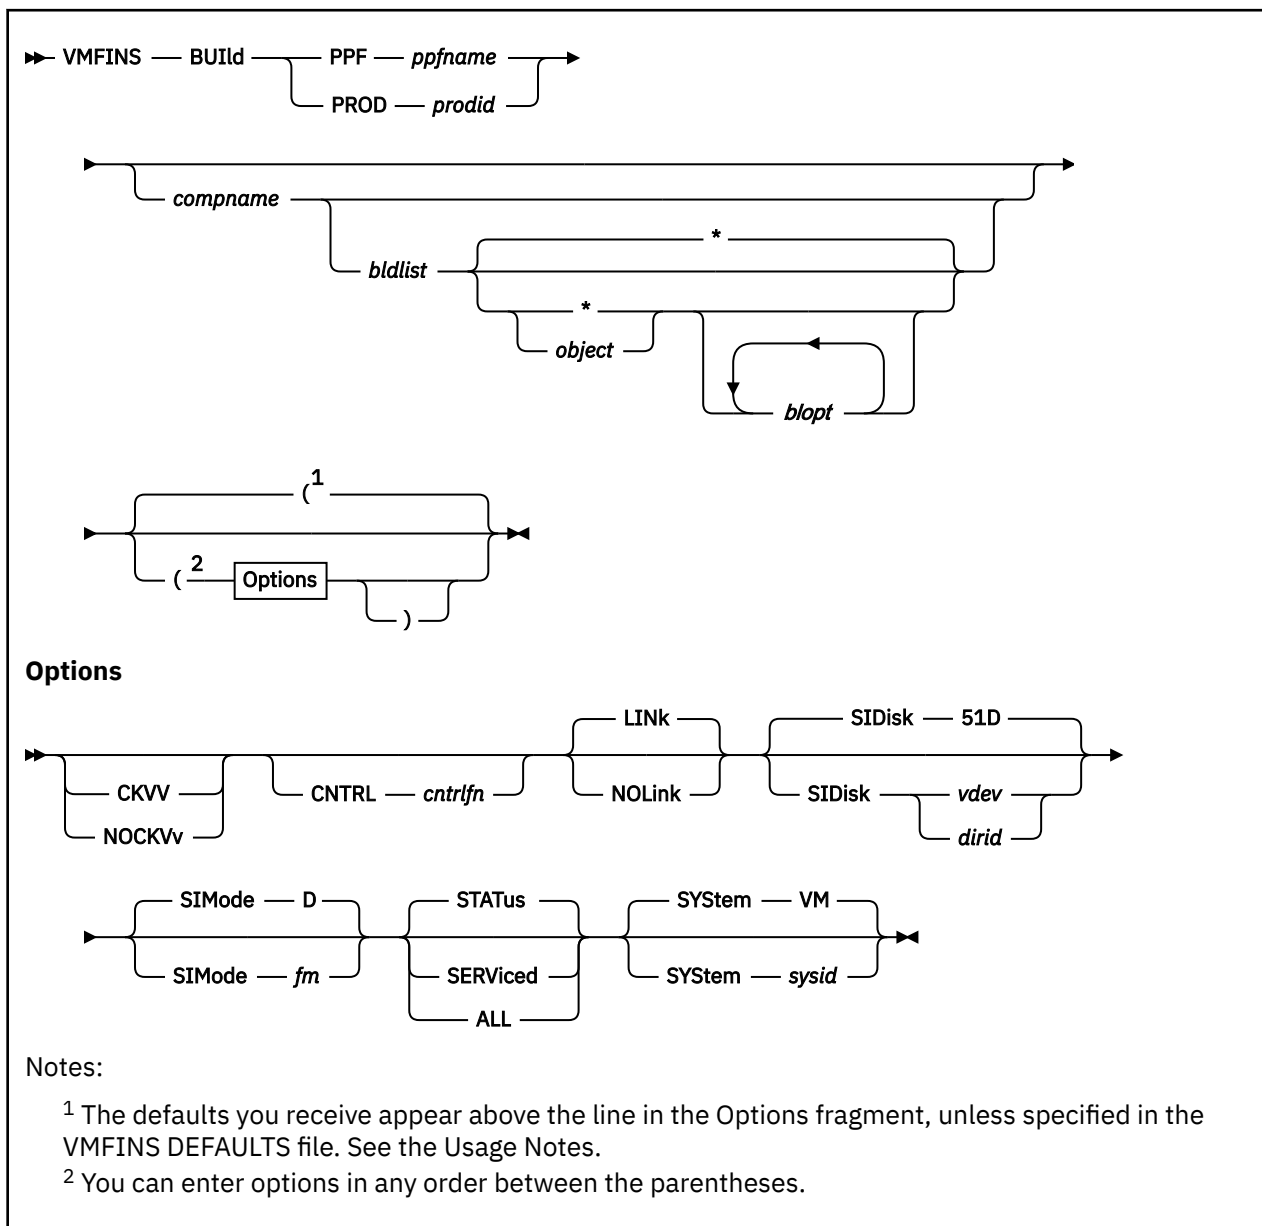 VMFINS BUIld PPF ppfname
PROD prodid
compname
*
bldlist
*
object
blopt
(1
(2 Options )
Options
LINk SIDisk 51D
CKVV CNTRL cntrlfn NOLink SIDisk vdev
NOCKVv dirid
SIMode D STATus SYStem VM
SIMode fm SERViced SYStem sysid
ALL
Notes:
1 The defaults you receive appear above the line in the Options fragment, unless specified in the
VMFINS DEFAULTS file. See the Usage Notes.
2 You can enter options in any order between the parentheses.